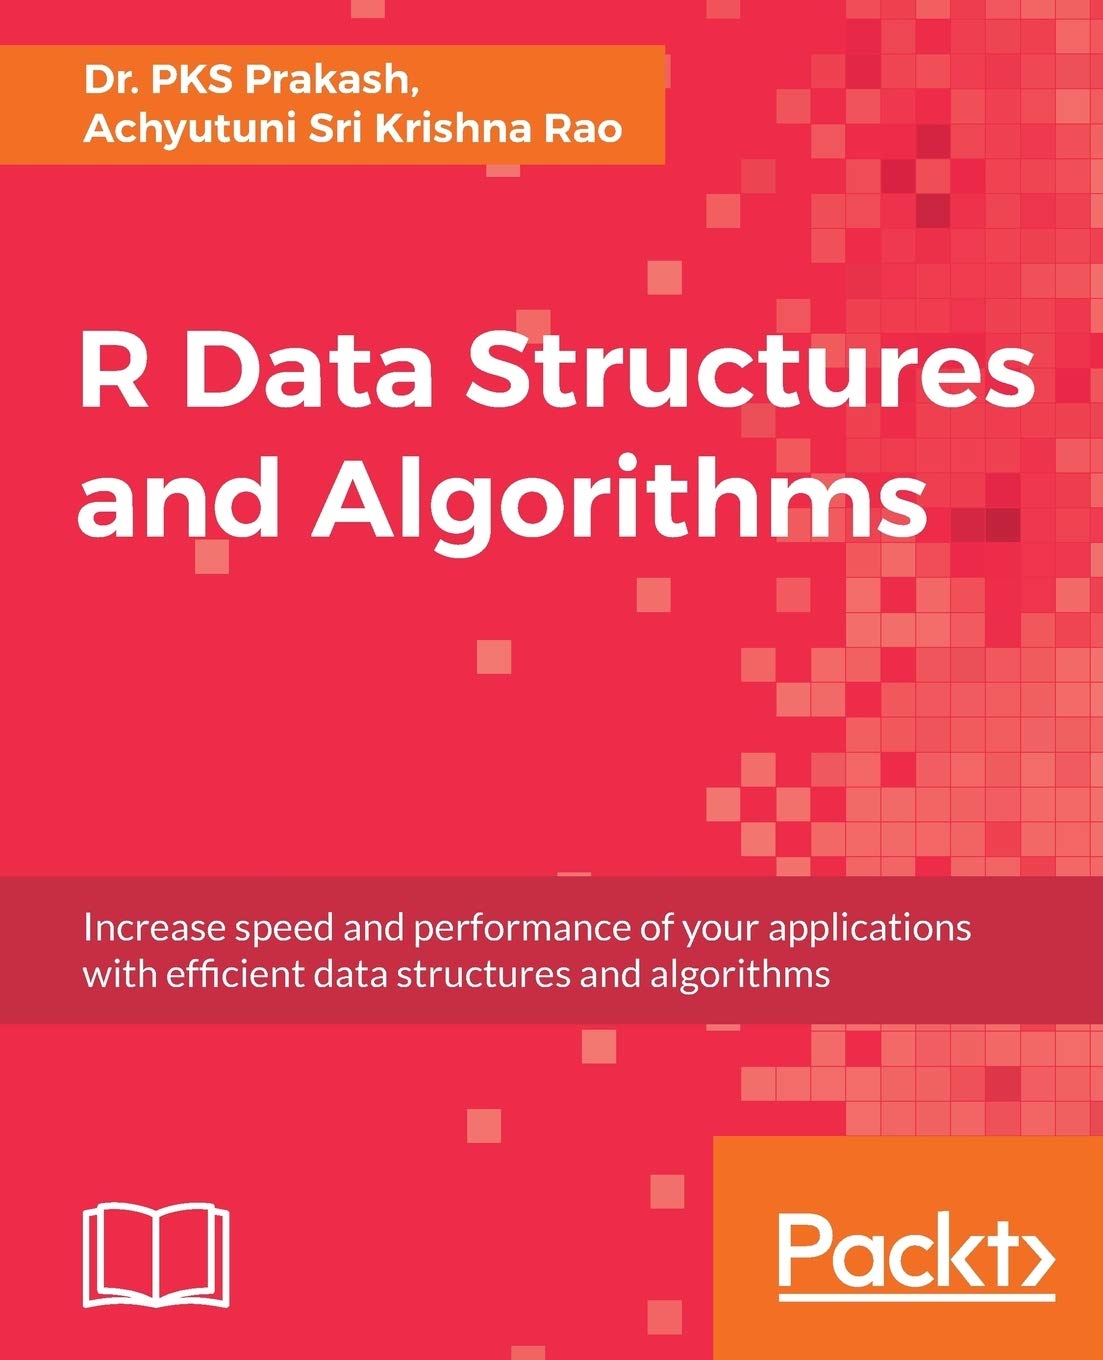 Dr. PKS Prakash,
Achyutuni Sri Krishna Rao
R Data Structures
and Algorithms
Increase speed and performance of your applications
with efficient data structures and algorithms
Packt